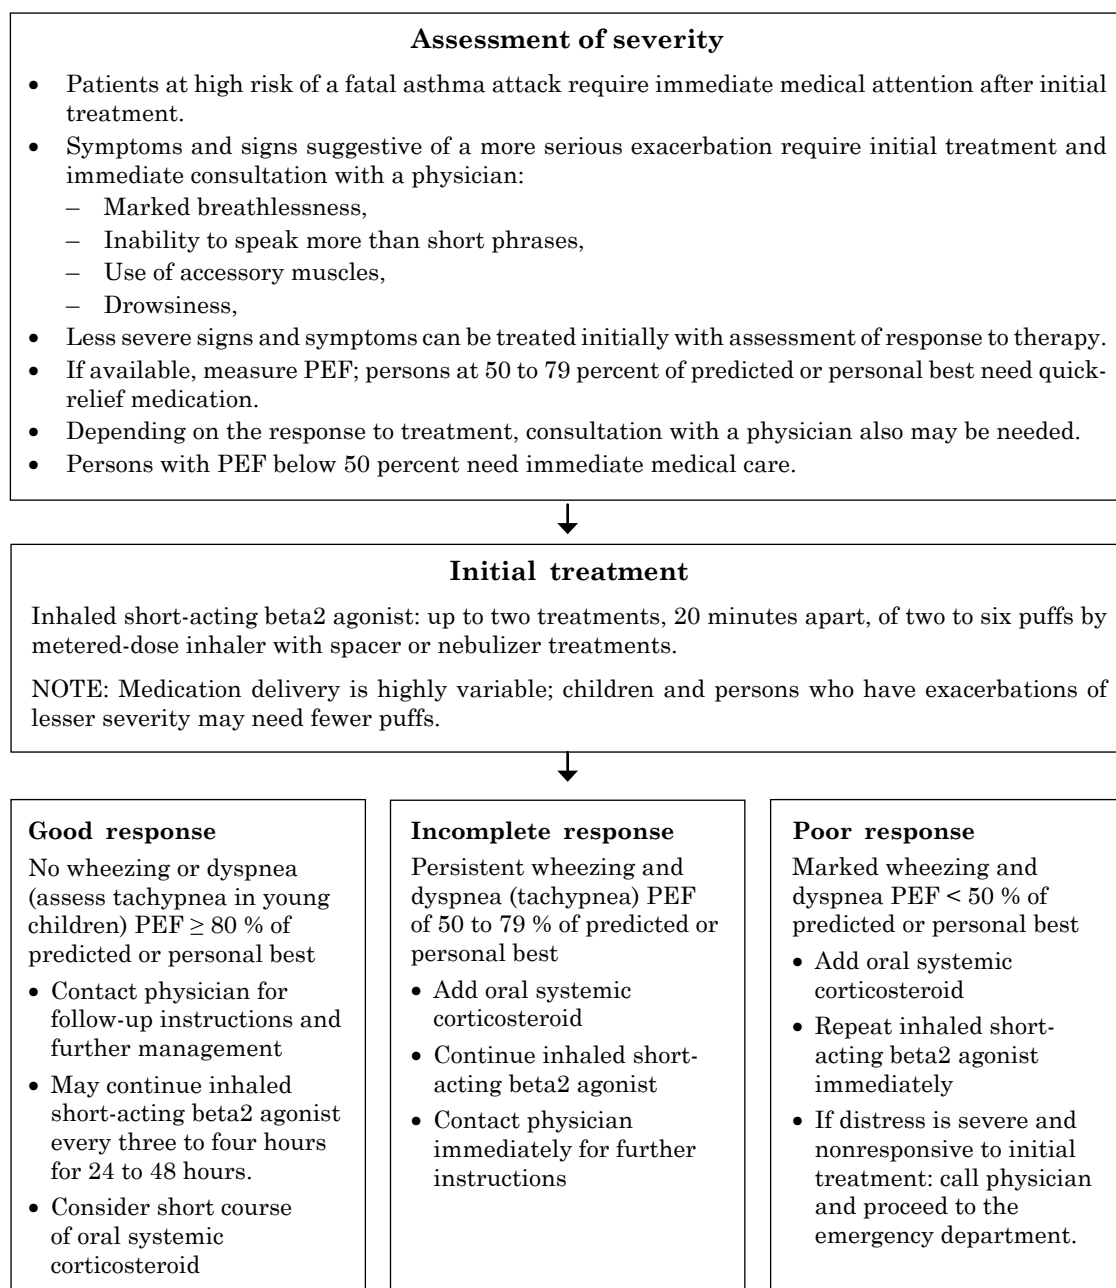 Assessment of severity
• Patients at high risk of a fatal asthma attack require immediate medical attention after initial
treatment.
• Symptoms and signs suggestive of a more serious exacerbation require initial treatment and
immediate consultation with a physician:
– Marked breathlessness,
– Inability to speak more than short phrases,
– Use of accessory muscles,
– Drowsiness,
• Less severe signs and symptoms can be treated initially with assessment of response to therapy.
• If available, measure PEF; persons at 50 to 79 percent of predicted or personal best need quick-
relief medication.
• Depending on the response to treatment, consultation with a physician also may be needed.
• Persons with PEF below 50 percent need immediate medical care.
Initial treatment
Inhaled short-acting beta2 agonist: up to two treatments, 20 minutes apart, of two to six puffs by
metered-dose inhaler with spacer or nebulizer treatments.
NOTE: Medication delivery is highly variable; children and persons who have exacerbations of
lesser severity may need fewer puffs.
Good response
No wheezing or dyspnea
(assess tachypnea in young
children) PEF ≥ 80 % of
predicted or personal best
• Contact physician for
follow-up instructions and
further management
• May continue inhaled
short-acting beta2 agonist
every three to four hours
for 24 to 48 hours.
• Consider short course
of oral systemic
corticosteroid
Incomplete response
Persistent wheezing and
dyspnea (tachypnea) PEF
of 50 to 79 % of predicted or
personal best
• Add oral systemic
corticosteroid
• Continue inhaled short-
acting beta2 agonist
• Contact physician
immediately for further
instructions
Poor response
Marked wheezing and
dyspnea PEF < 50 % of
predicted or personal best
• Add oral systemic
corticosteroid
• Repeat inhaled short-
acting beta2 agonist
immediately
• If distress is severe and
nonresponsive to initial
treatment: call physician
and proceed to the
emergency department.